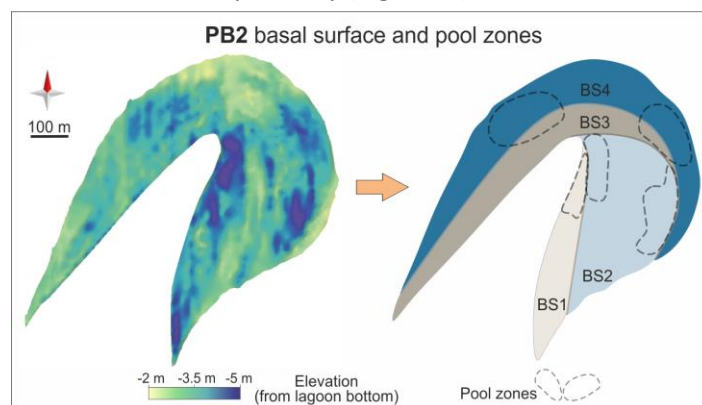 PB2 basal surface and pool zones
100 m
BS4
BS3
BS2
BS1
-2 m -3.5 m -5 m
Elevation
(from lagoon bottom)
Pool zones